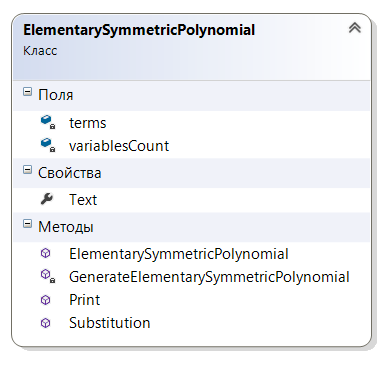 ElementarySymmetricPolynomial
Класс
Поля
terms
variablesCount
Свойства
Text
Методы
ElementarySymmetricPolynomial
GenerateElementarySymmetricPolynomial
Print
Substitution